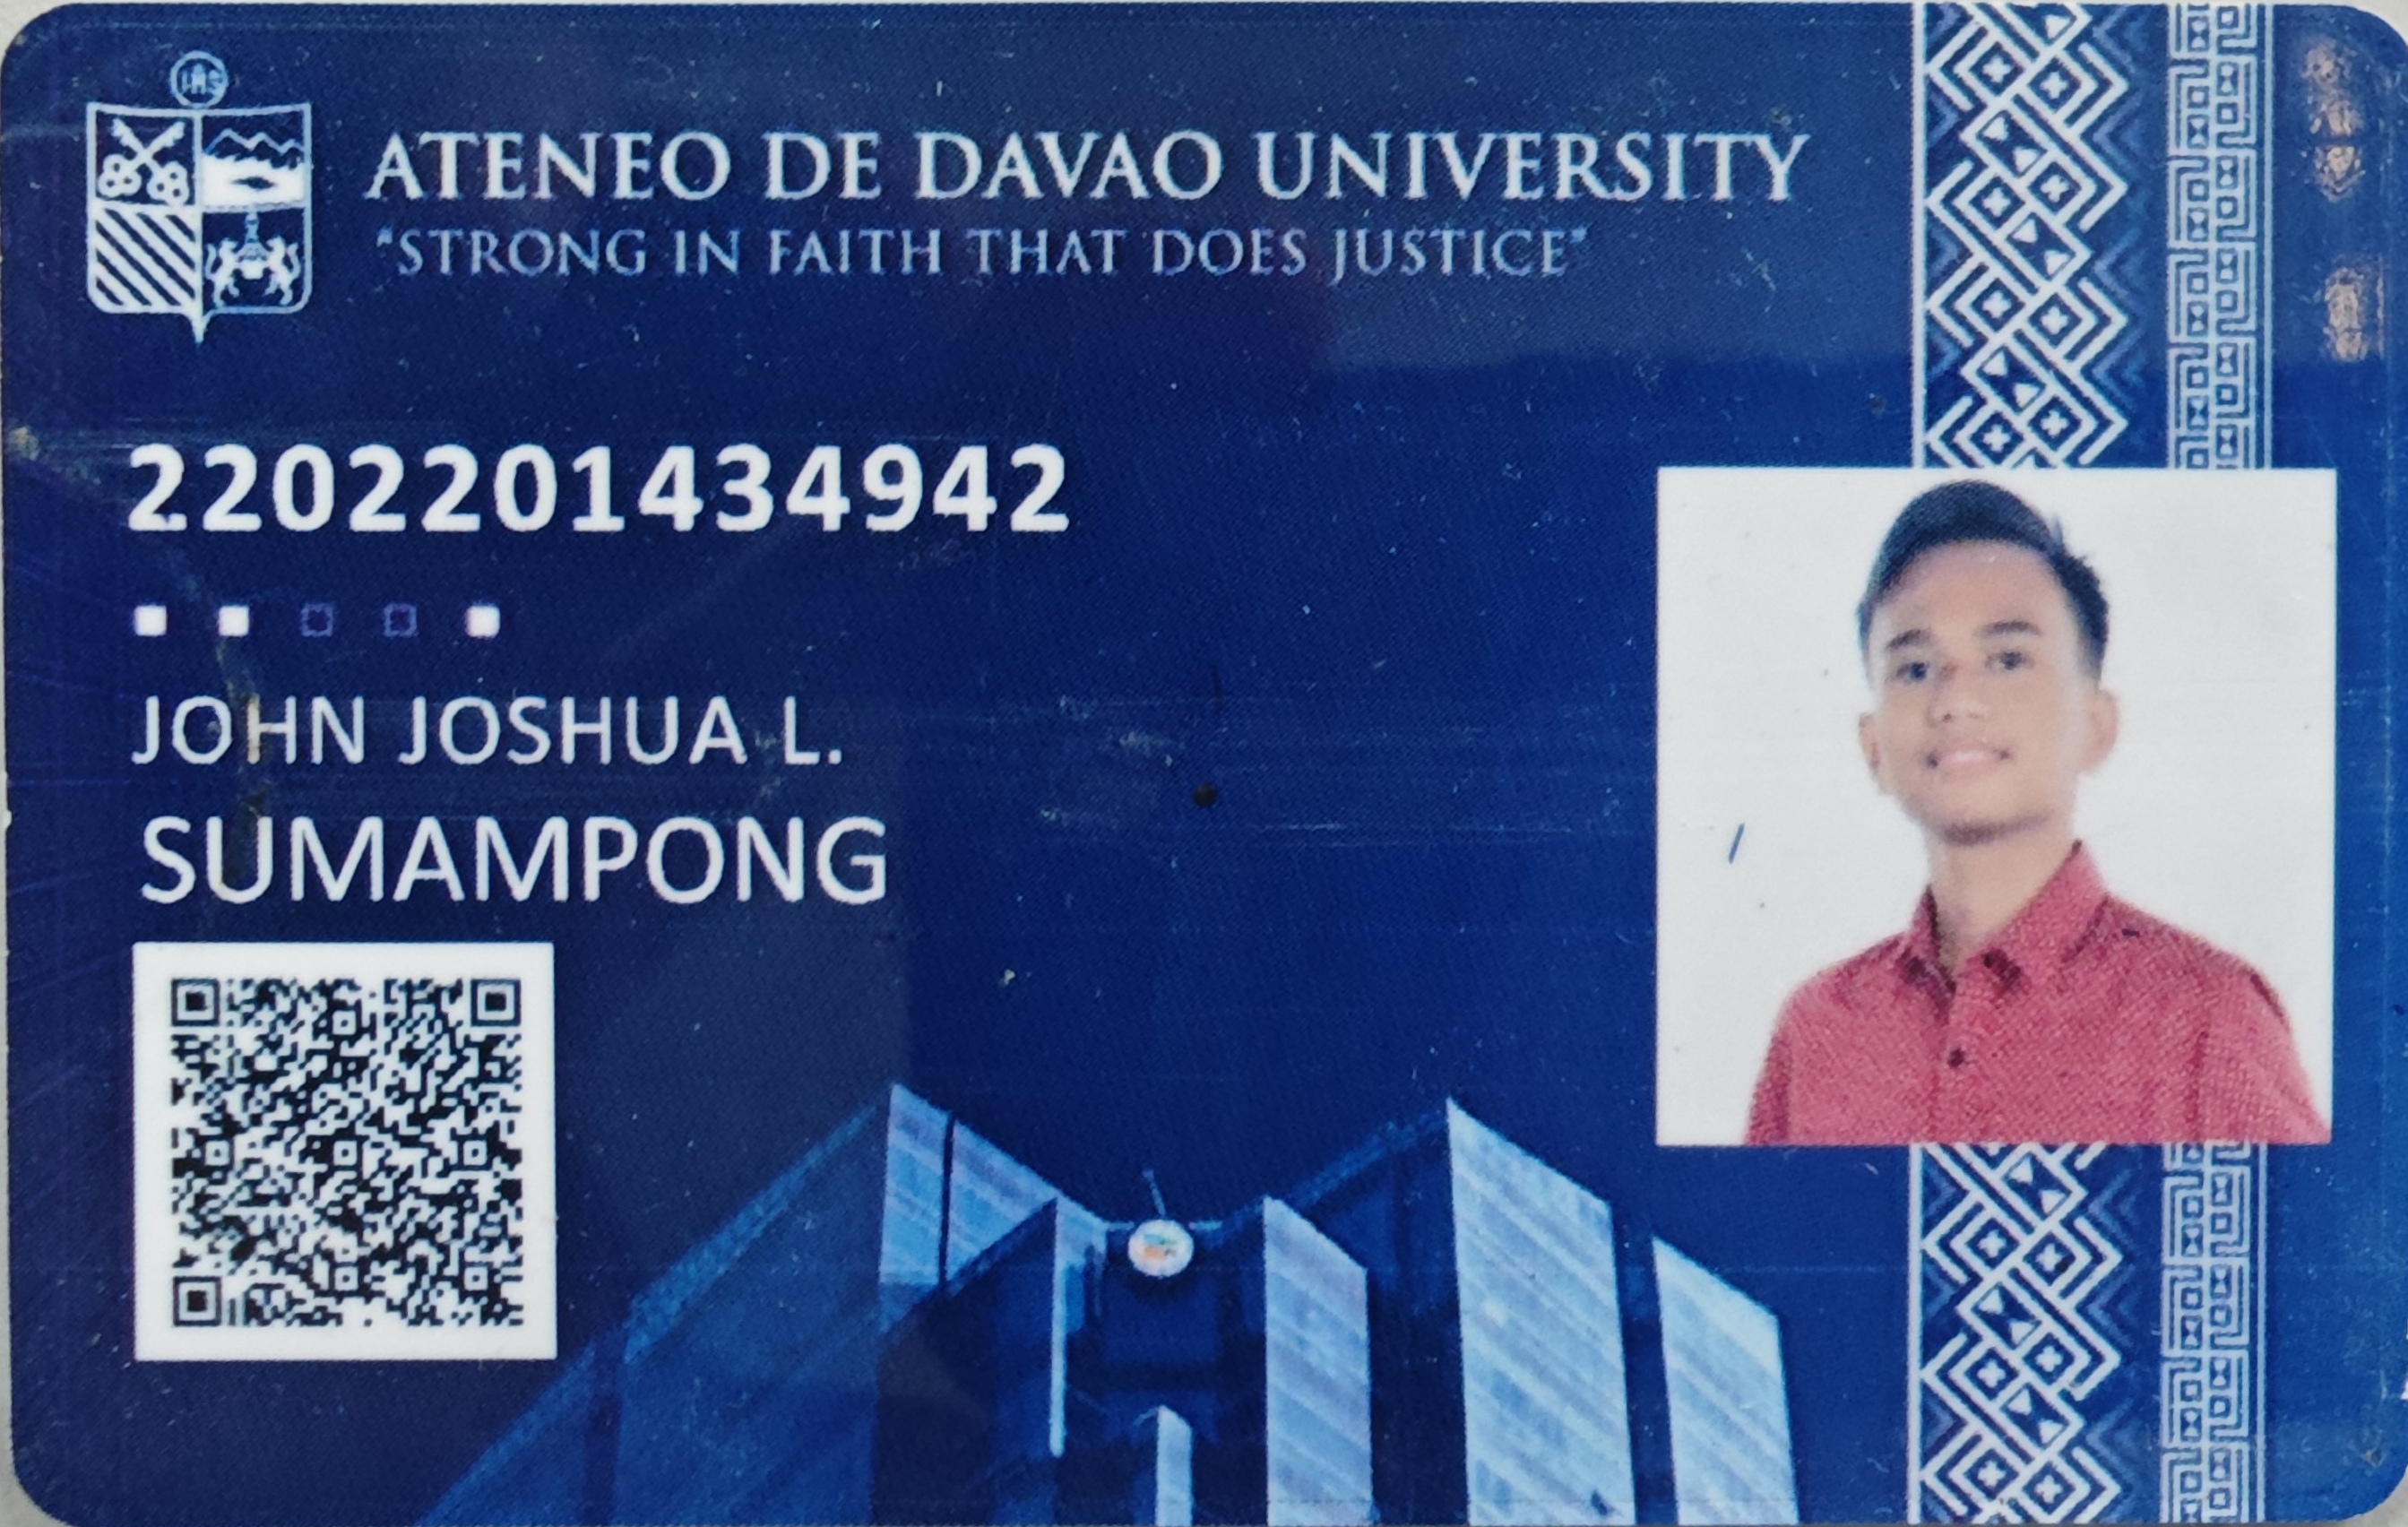 IHS
ATENEO DE DAVAO UNIVERSITY
"STRONG IN FAITH THAT DOES JUSTICE"
2202201434942
JOHN JOSHUA L.
SUMAMPONG